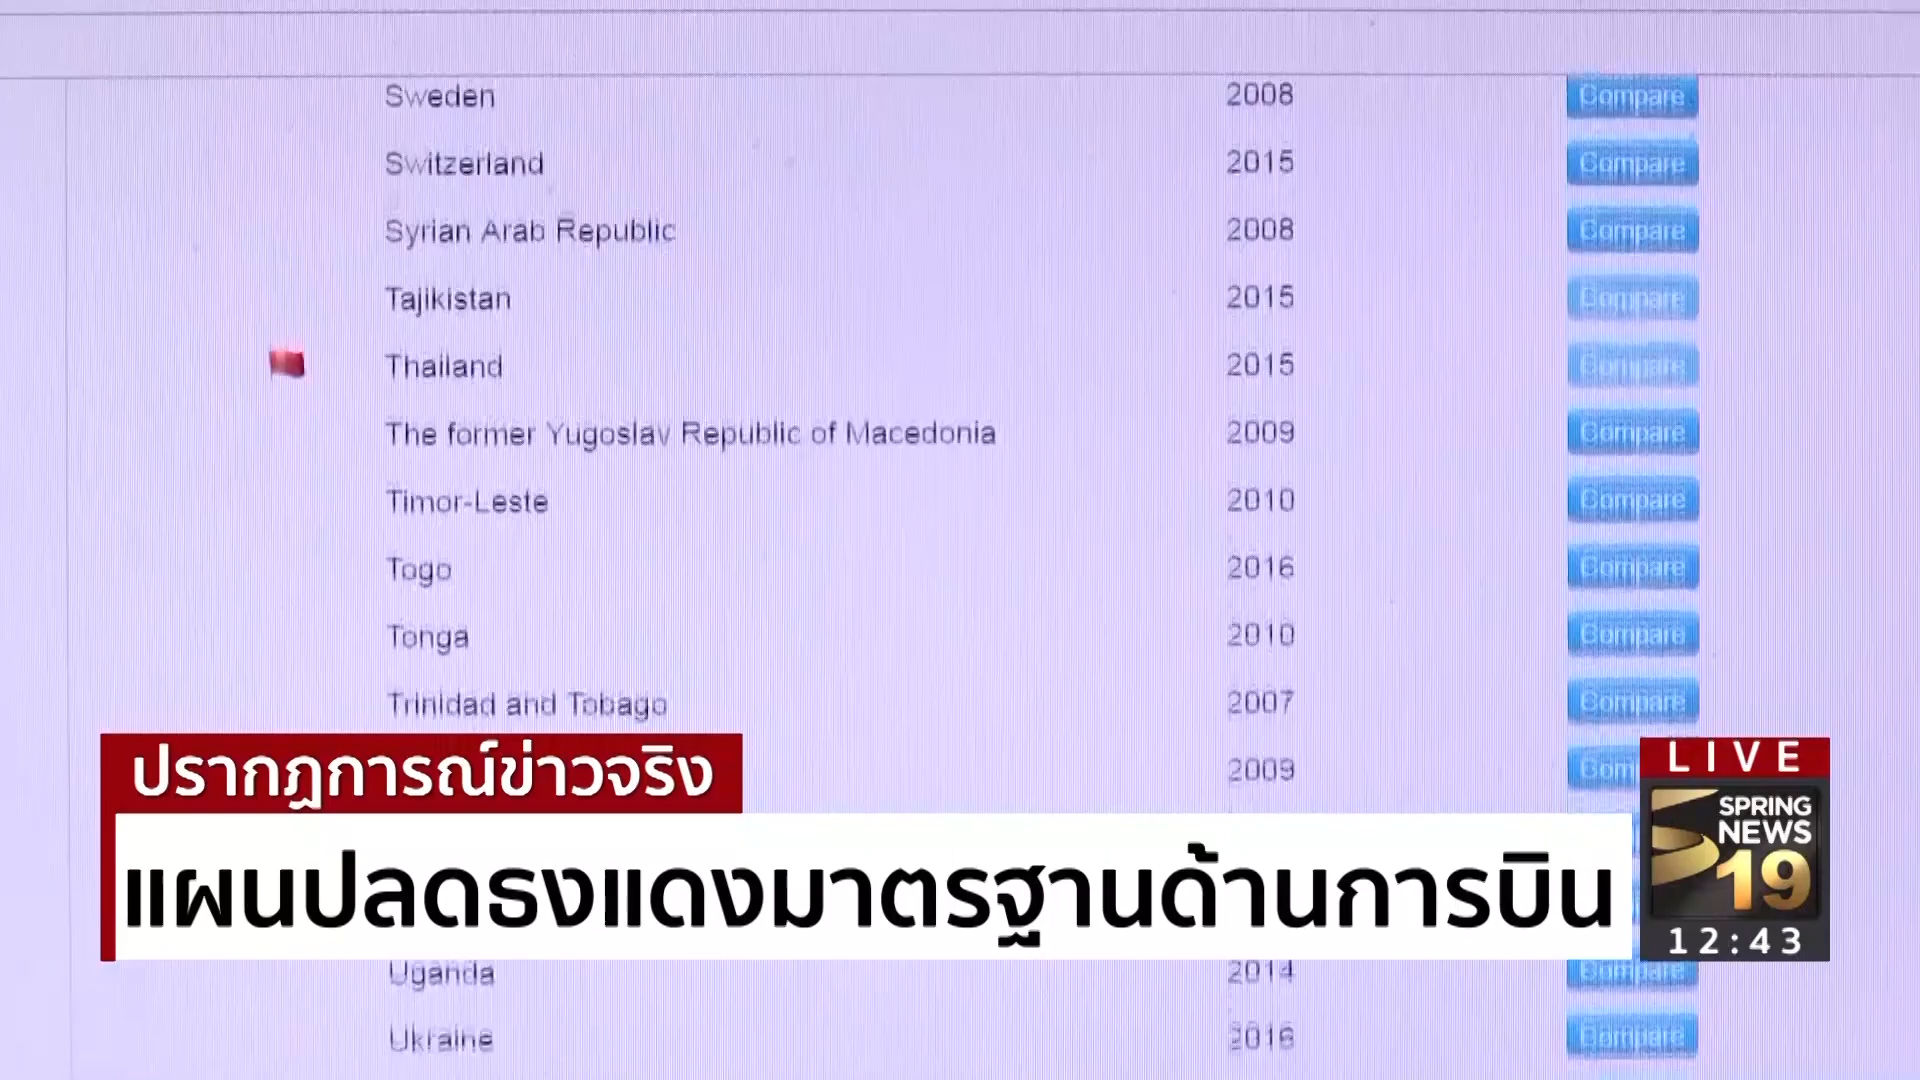 Sweden 2008 Compare
Switzerland 2015 Compare
Syrian Arab Republic 2008 Compare
Tajikistan 2015 Compare
Thailand 2015 Compare
The former Yugoslav Republic of Macedonia 2009 Compare
Timor-Leste 2010 Compare
Togo 2016 Compare
Tonga 2010 Compare
Trinidad and Tobago 2007 Compare
2009
ปรากฏการณ์ข่าวจริง
แผนปลดธงแดงมาตรฐานด้านการบิน
LIVE
SPRING
NEWS
19
12:43
Uganda 2014 Compare
Ukraine 2016 Compare